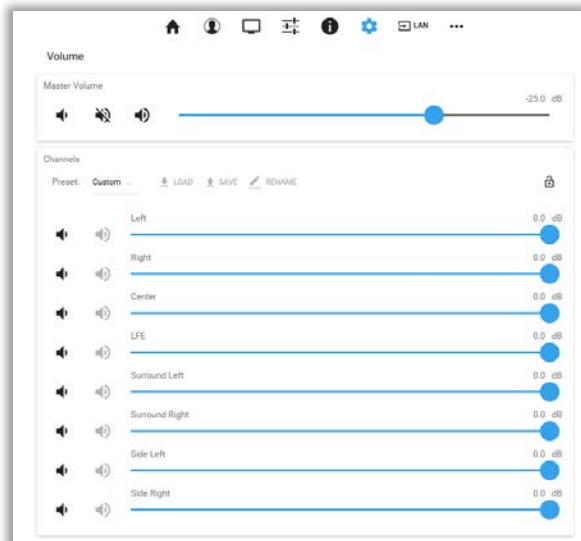 LAN
Volume
Master Volume
-25.0 dB
Channels
Preset: Custom LOAD SAVE RENAME
Left 0.0 dB
Right 0.0 dB
Center 0.0 dB
LFE 0.0 dB
Surround Left 0.0 dB
Surround Right 0.0 dB
Side Left 0.0 dB
Side Right 0.0 dB